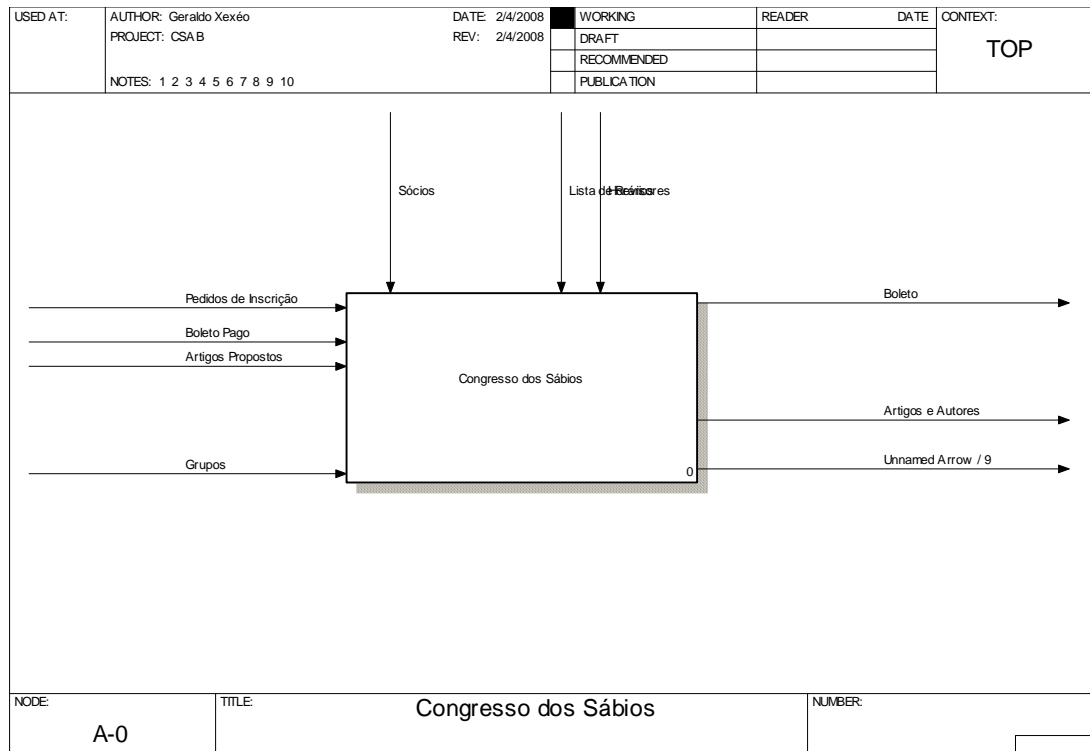 USED AT:
AUTHOR: Geraldo Xexéo
DATE: 2/4/2008
PROJECT: CSAB
REV: 2/4/2008
NOTES: 1 2 3 4 5 6 7 8 9 10
WORKING
DRAFT
RECOMMENDED
PUBLICATION
READER
DATE
CONTEXT:
TOP
Sócios
Lista de
Pedidos de Inscrição
Boleto Pago
Artigos Propostos
Grupos
Congresso dos Sábios
0
Boleto
Artigos e Autores
Unnamed Arrow / 9
NODE:
A-0
TITLE:
Congresso dos Sábios
NUMBER: